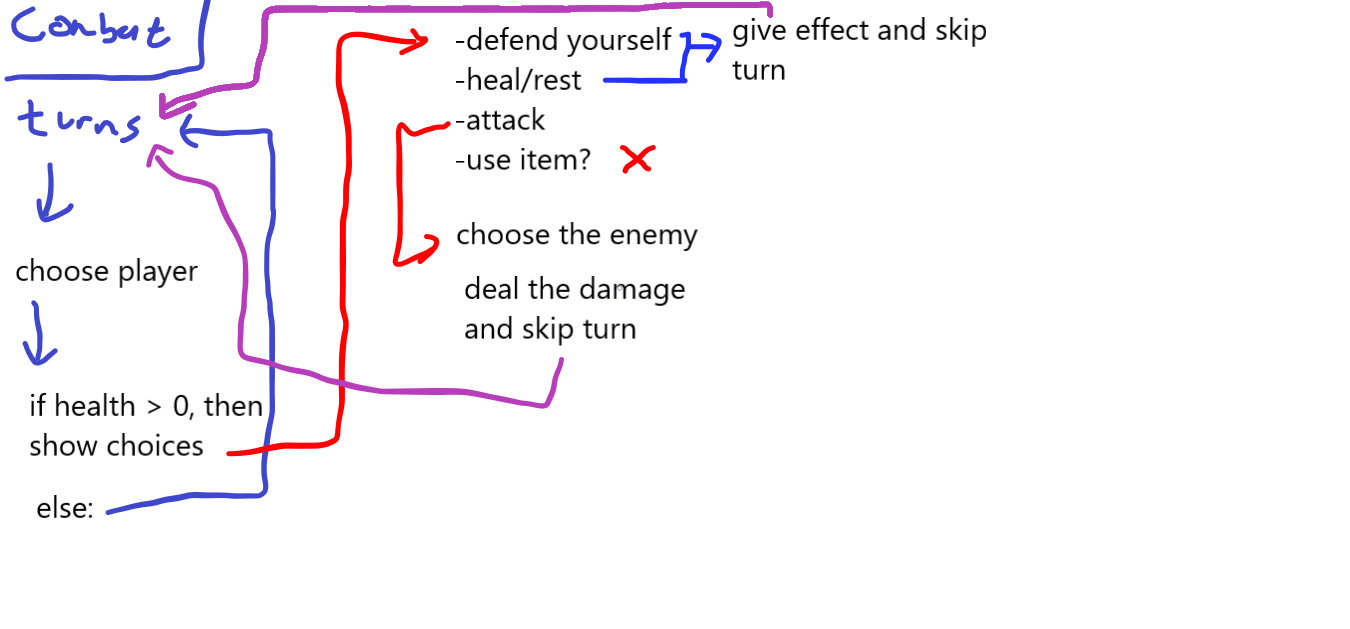 Combat
turns
choose player
if health > 0, then
show choices
else:
-defend yourself
-heal/rest
-attack
-use item?
give effect and skip
turn
choose the enemy
deal the damage
and skip turn